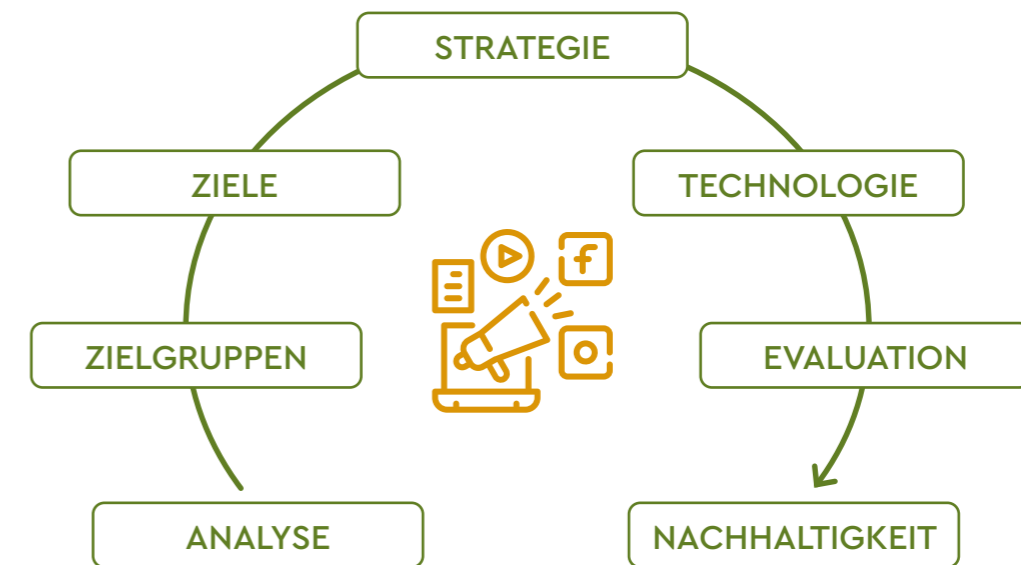 STRATEGIE
ZIELE
TECHNOLOGIE
ZIELGRUPPEN
EVALUATION
ANALYSE
NACHHALTIGKEIT